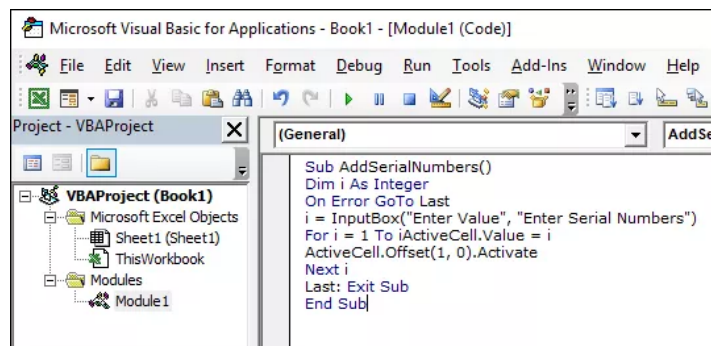 Microsoft Visual Basic for Applications - Book1 - [Module1 (Code)]
File Edit View Insert Format Debug Run Tools Add-Ins Window Help
Project - VBAProject
(General)
AddSe
VBAProject (Book1)
Microsoft Excel Objects
Sheet1 (Sheet1)
ThisWorkbook
Modules
Module1
Sub AddSerialNumbers()
Dim i As Integer
On Error GoTo Last
i = InputBox("Enter Value", "Enter Serial Numbers")
For i = 1 To iActiveCell.Value = i
ActiveCell.Offset(1, 0).Activate
Next i
Last: Exit Sub
End Sub